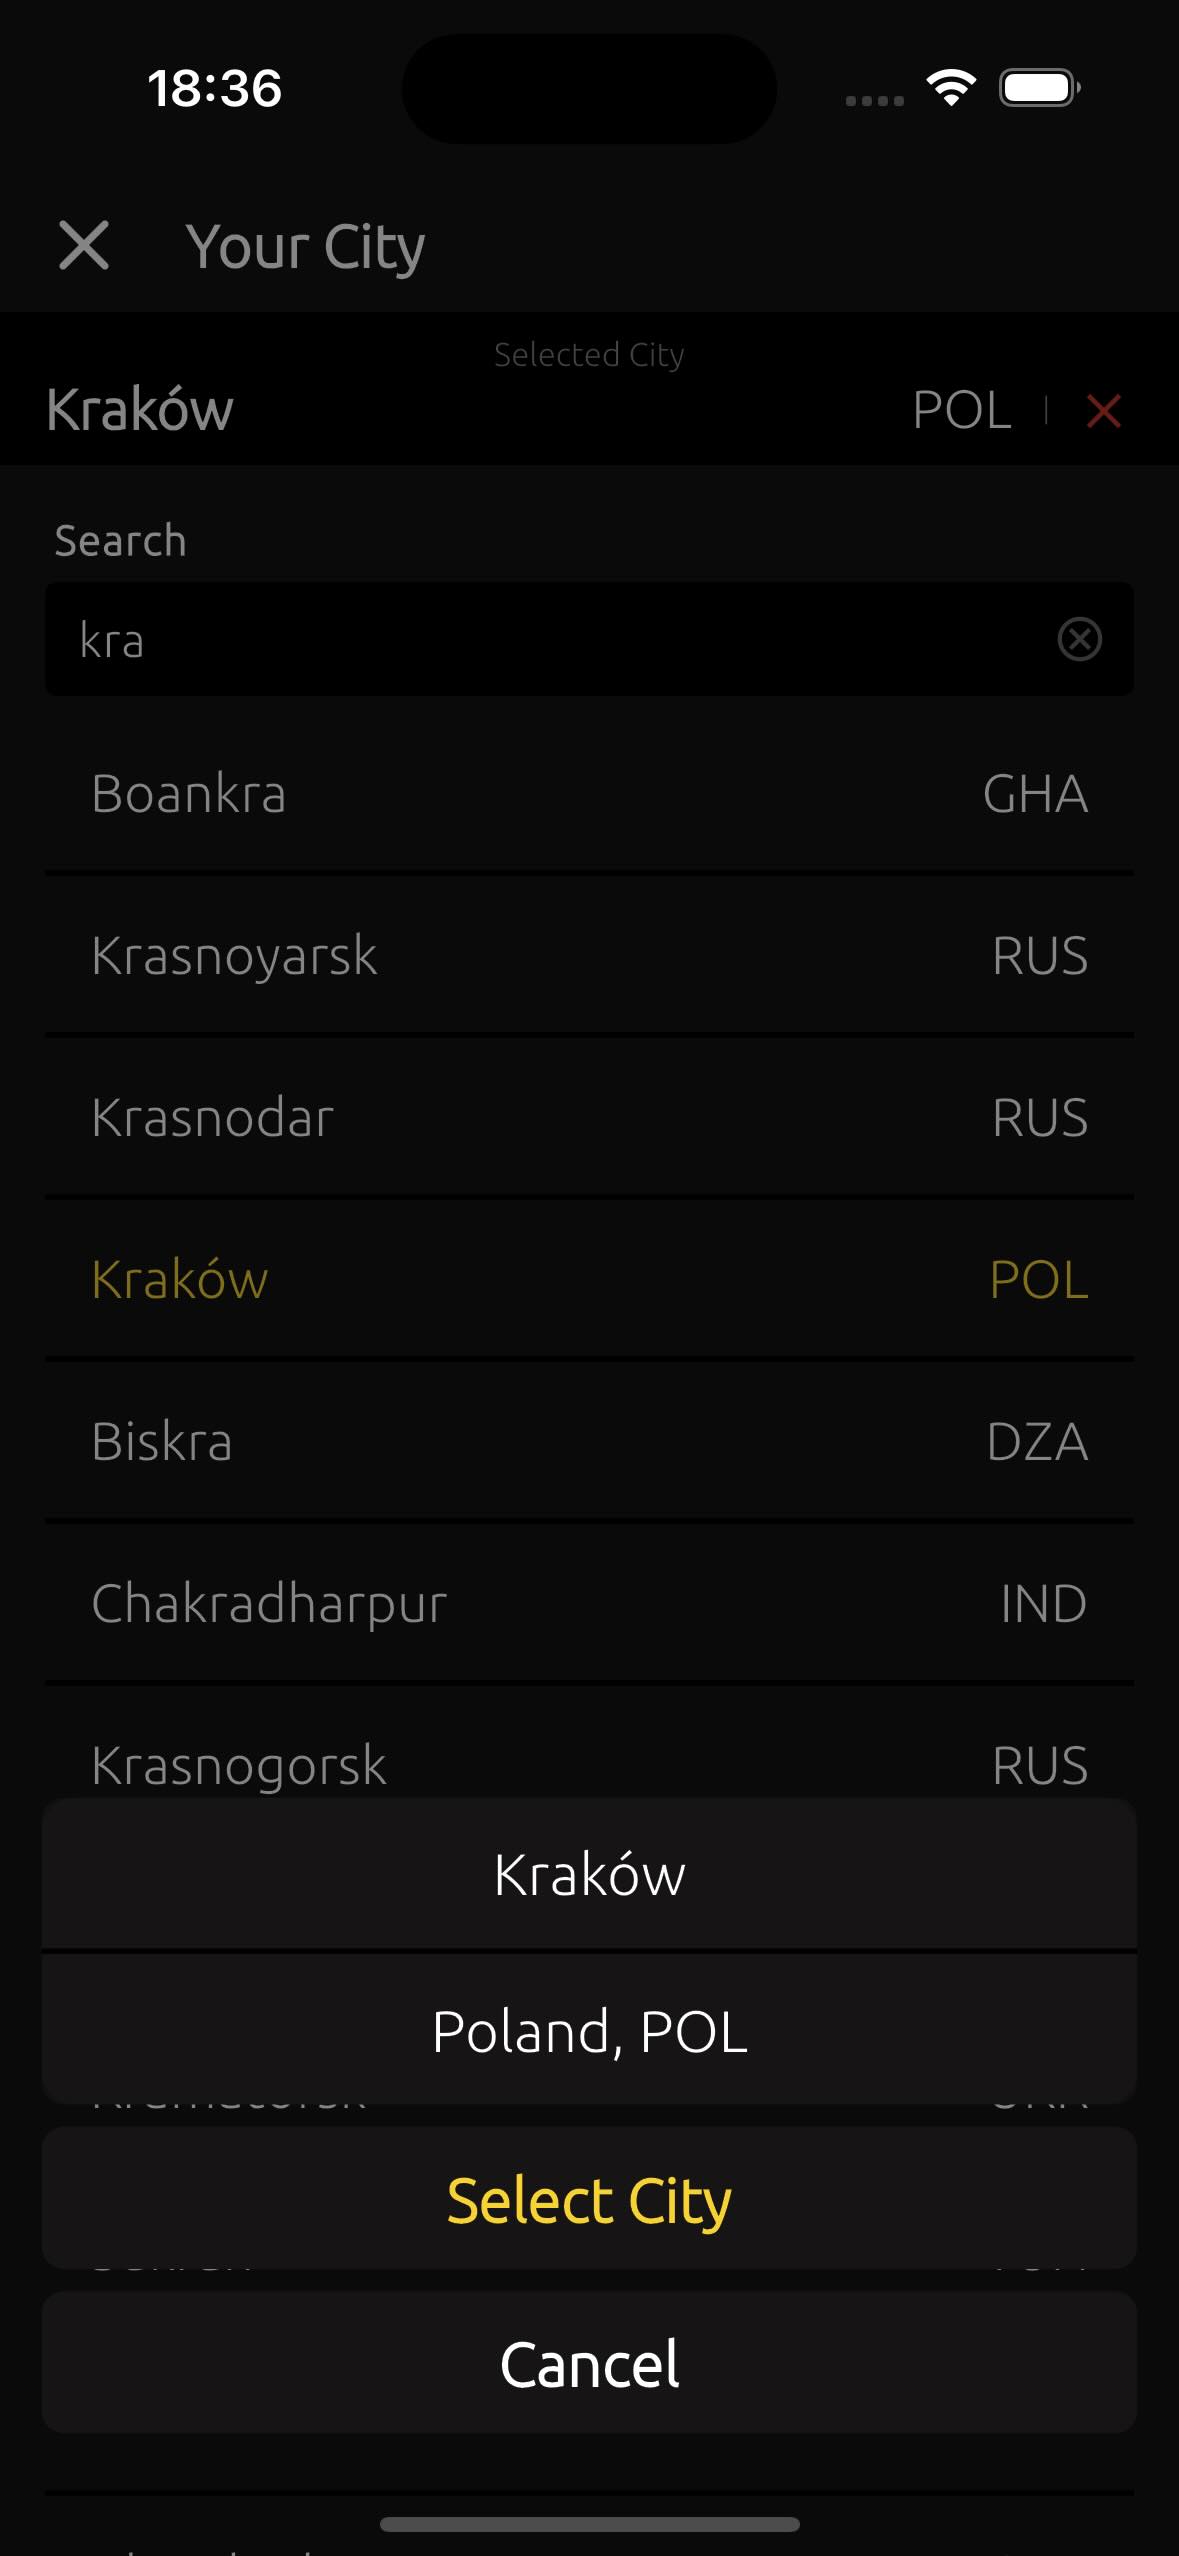 18:36
Your City
Selected City
Kraków POL
Search
kra
Boankra GHA
Krasnoyarsk RUS
Krasnodar RUS
Kraków POL
Biskra DZA
Chakradharpur IND
Krasnogorsk RUS
Kraków
Poland, POL
Select City
Cancel